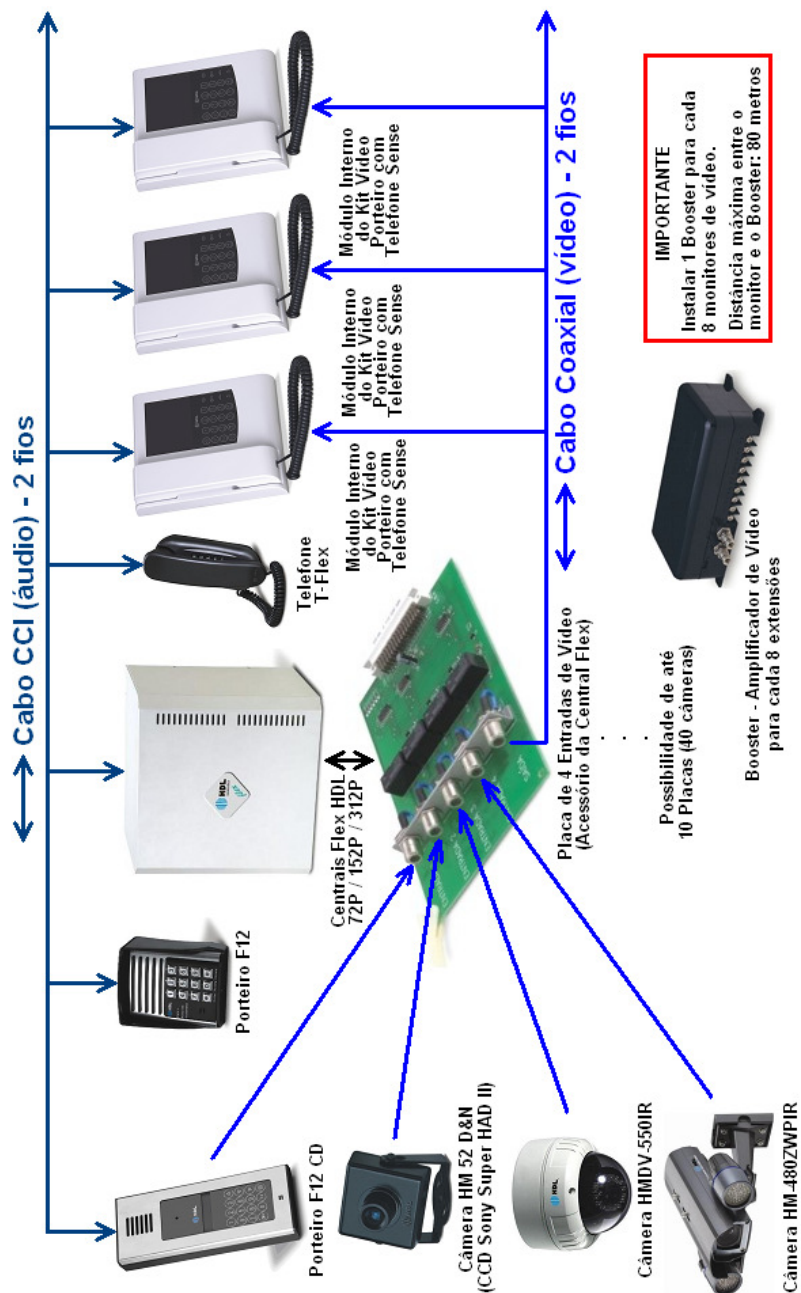 Cabo CCI (áudio) - 2 fios
Porteiro F12 CD
Porteiro F12
HDL
flex
Centrais Flex HDL
72P / 152P / 312P
Telefone
T-Flex
Módulo Interno
do Kit Vídeo
Porteiro com
Telefone Sense
Módulo Interno
do Kit Vídeo
Porteiro com
Telefone Sense
Módulo Interno
do Kit Vídeo
Porteiro com
Telefone Sense
Câmera HM 52 D&N
(CCD Sony Super HAD II)
HDL
Câmera HMDV-550IR
Câmera HM-480ZWPIR
SAÍDA
Placa de 4 Entradas de Vídeo
(Acessório da Central Flex)
Cabo Coaxial (vídeo) - 2 fios
Possibilidade de até
10 Placas (40 câmeras)
Booster - Amplificador de Vídeo
para cada 8 extensões
IMPORTANTE
Instalar 1 Booster para cada
8 monitores de vídeo.
Distância máxima entre o
monitor e o Booster: 80 metros